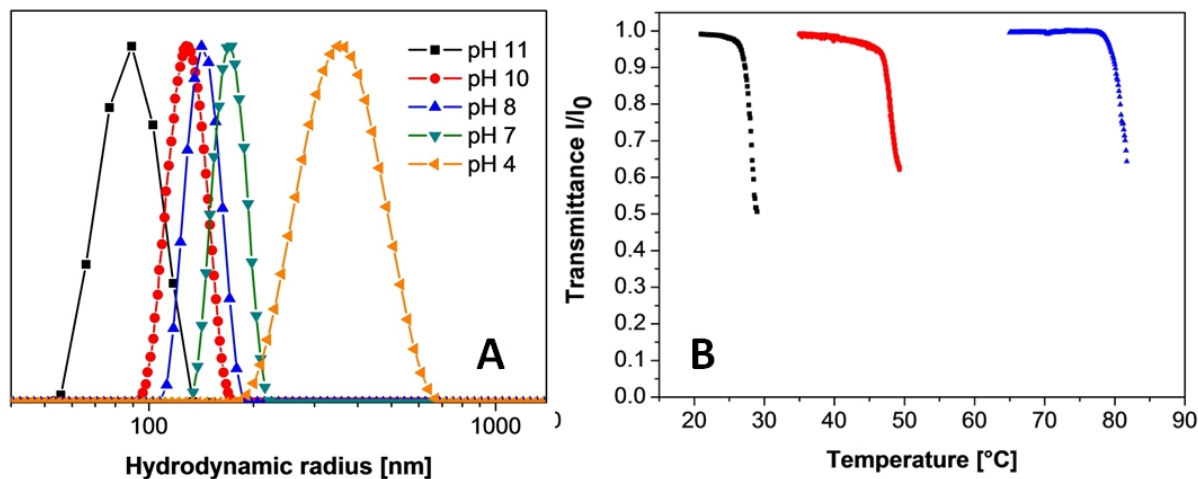 pH 11
pH 10
pH 8
pH 7
pH 4
A
100
1000
Hydrodynamic radius [nm]
0
Transmittance I/I0
1.0
0.9
0.8
0.7
0.6
0.5
0.4
0.3
0.2
0.1
0.0
B
20 30 40 50 60 70 80 90
Temperature [°C]